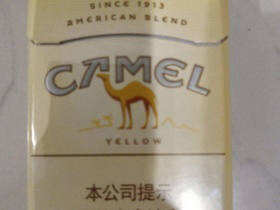 SINCE 1913
AMERICAN BLEND
CAMEL
YELLOW
本公司提示